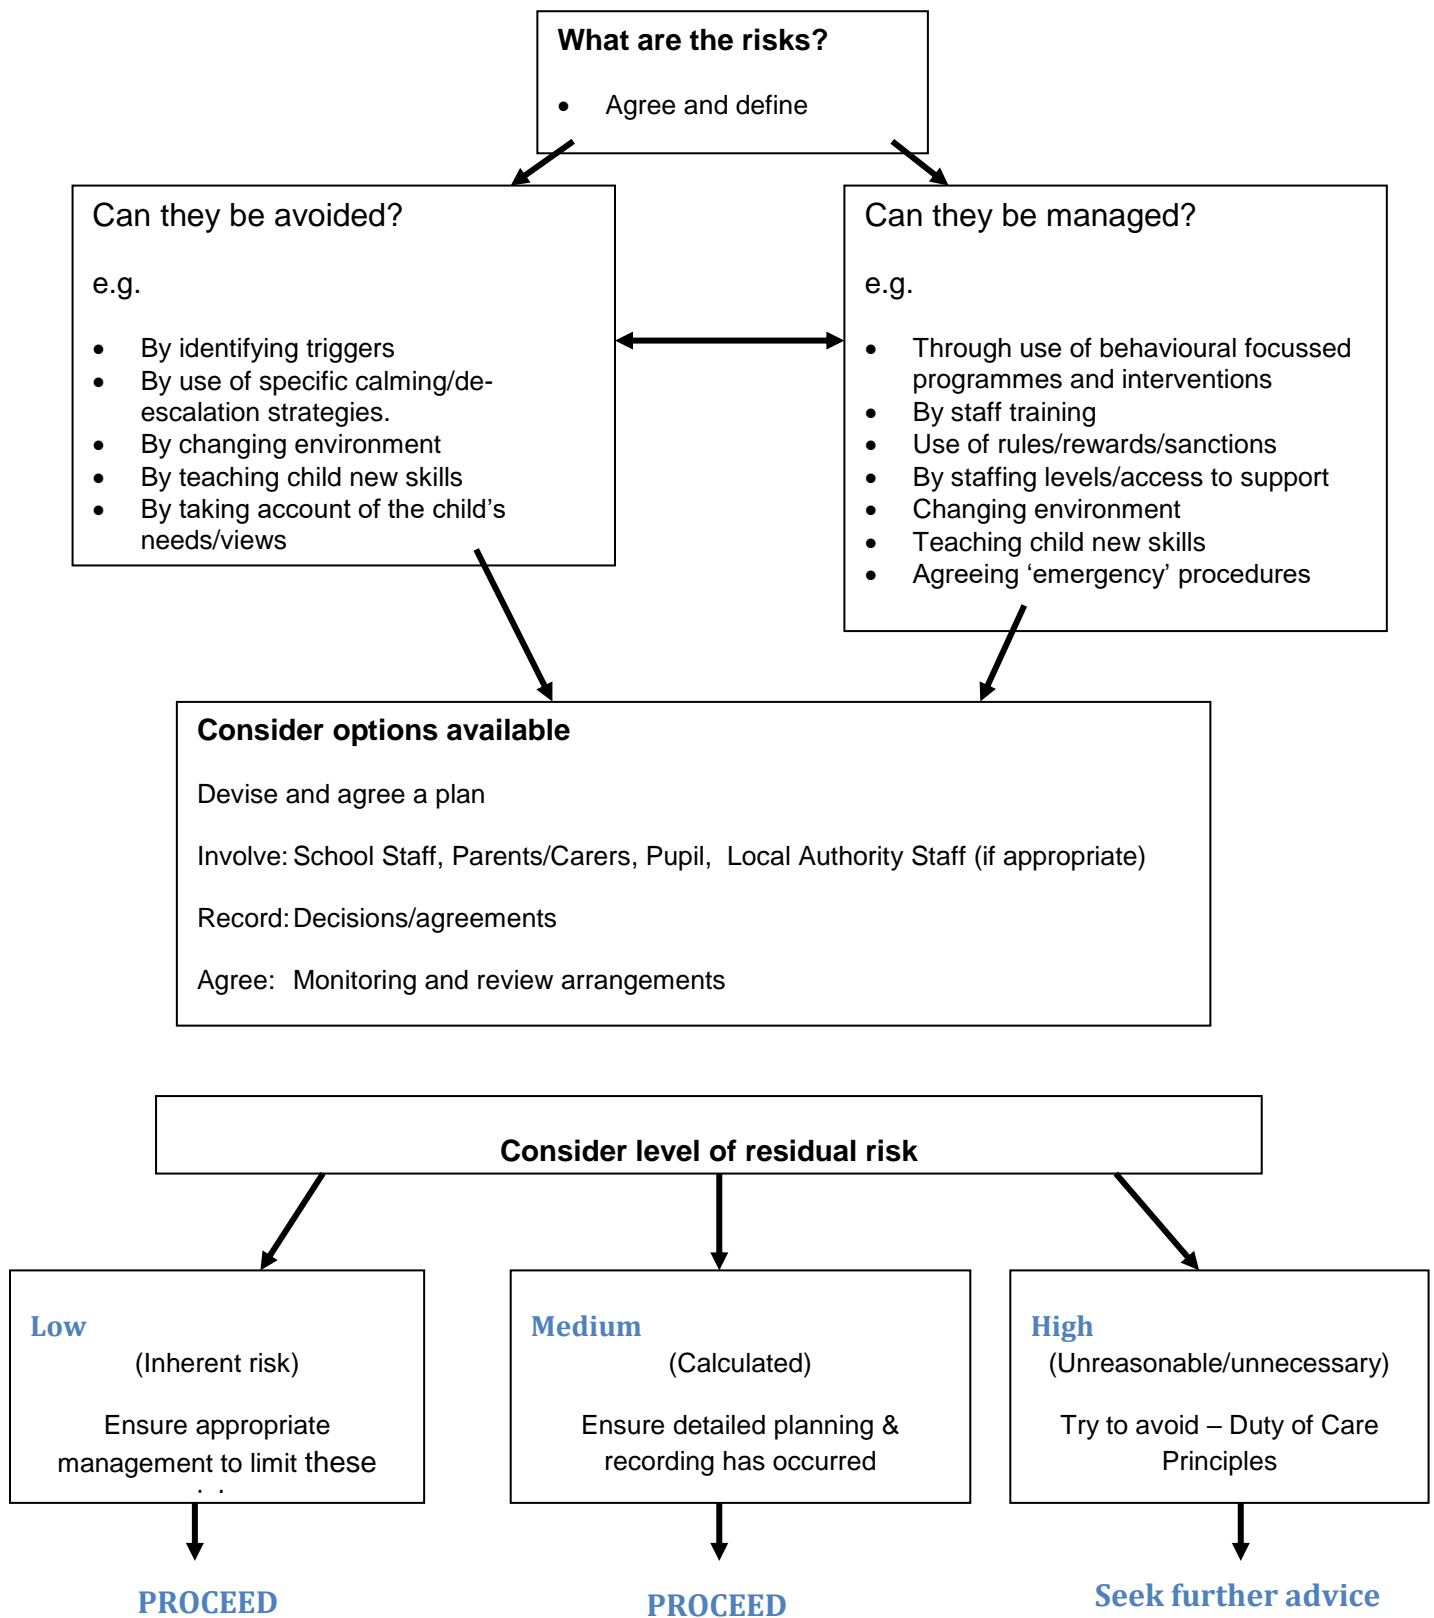 What are the risks?
• Agree and define
Can they be avoided?
e.g.
• By identifying triggers
• By use of specific calming/de-
escalation strategies.
• By changing environment
• By teaching child new skills
• By taking account of the child’s
needs/views
Can they be managed?
e.g.
• Through use of behavioural focussed
programmes and interventions
• By staff training
• Use of rules/rewards/sanctions
• By staffing levels/access to support
• Changing environment
• Teaching child new skills
• Agreeing ‘emergency’ procedures
Consider options available
Devise and agree a plan
Involve: School Staff, Parents/Carers, Pupil, Local Authority Staff (if appropriate)
Record: Decisions/agreements
Agree: Monitoring and review arrangements
Consider level of residual risk
Low
(Inherent risk)
Ensure appropriate
management to limit these
PROCEED
Medium
(Calculated)
Ensure detailed planning &
recording has occurred
PROCEED
High
(Unreasonable/unnecessary)
Try to avoid – Duty of Care
Principles
Seek further advice